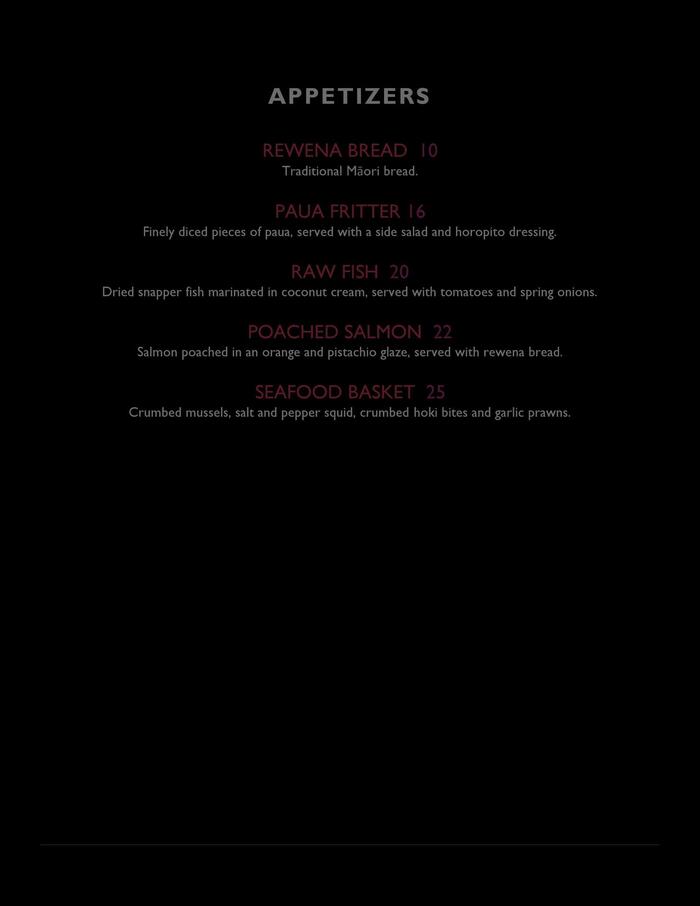 APPETIZERS
REWENA BREAD 10
Traditional Māori bread.
PAUA FRITTER 16
Finely diced pieces of paua, served with a side salad and horopito dressing.
RAW FISH 20
Dried snapper fish marinated in coconut cream, served with tomatoes and spring onions.
POACHED SALMON 22
Salmon poached in an orange and pistachio glaze, served with rewena bread.
SEAFOOD BASKET 25
Crumbed mussels, salt and pepper squid, crumbed hoki bites and garlic prawns.